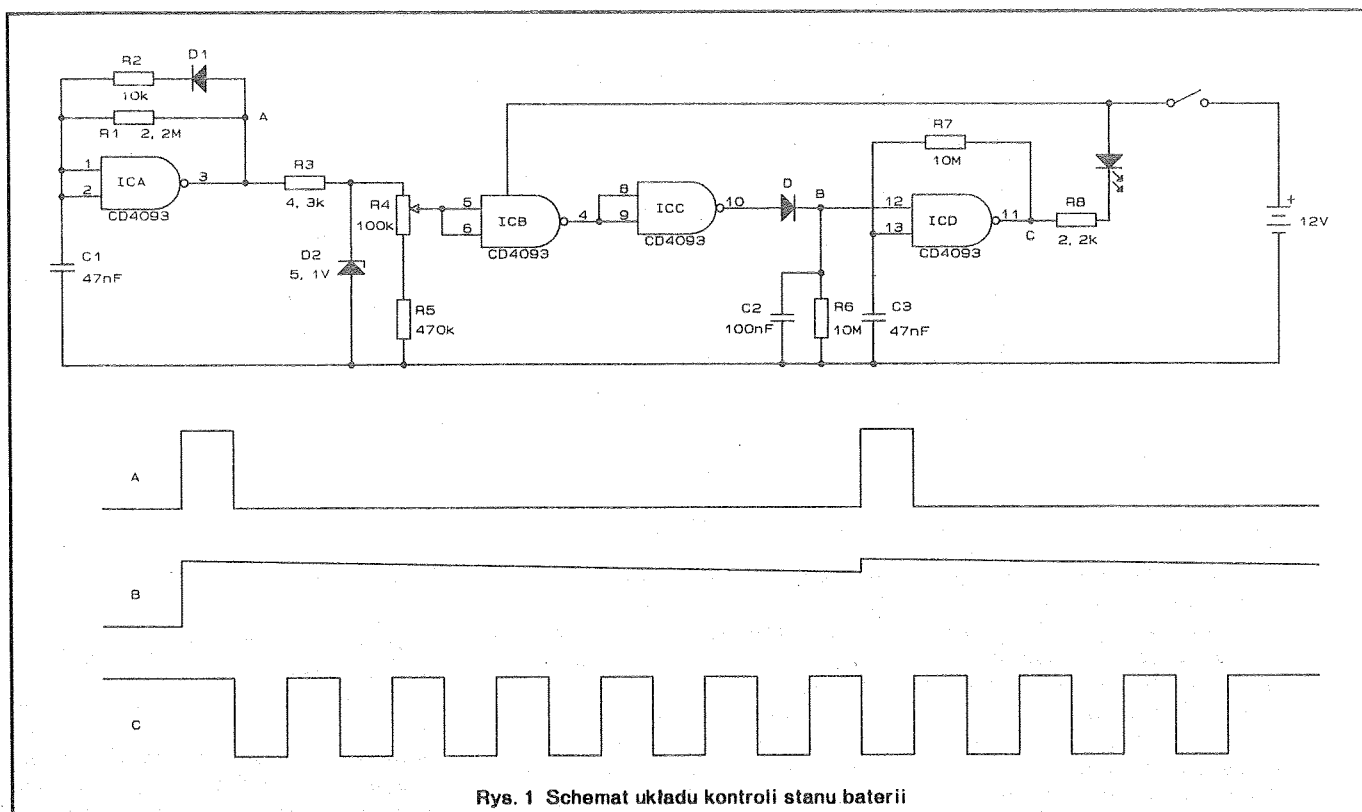 R2
10k
D1
A
R1 2, 2M
1
2
ICA
CD4093
3
C1
47nF
R3
4, 3k
D2
5, 1V
R4
100k
R5
470k
5
6
ICB
CD4093
4
8
9
ICC
CD4093
10
D
B
C2
100nF
R6
10M
R7
10M
12
13
ICD
CD4093
11
C
C3
47nF
R8
2, 2k
+
12V
A
B
C
Rys. 1 Schemat układu kontroli stanu baterii